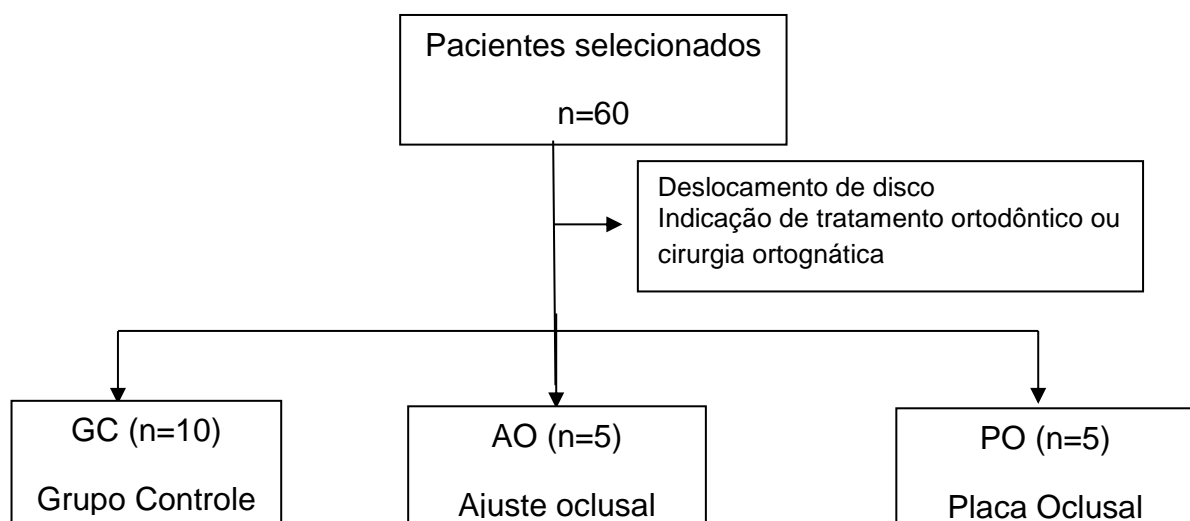 Pacientes selecionados
n=60
Deslocamento de disco
Indicação de tratamento ortodôntico ou
cirurgia ortognática
GC (n=10)
Grupo Controle
AO (n=5)
Ajuste oclusal
PO (n=5)
Placa Oclusal